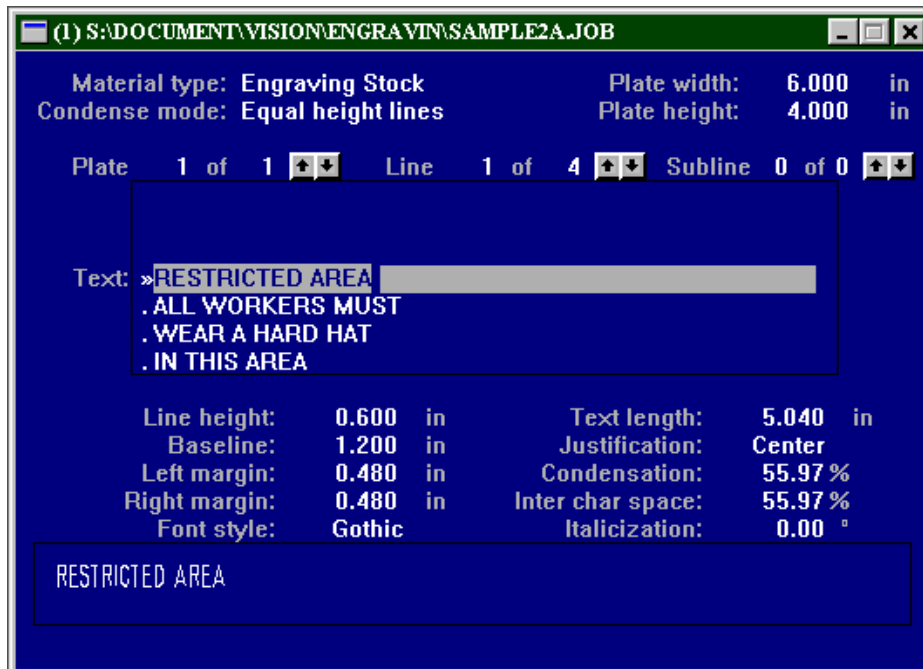 (1) S:\DOCUMENT\VISION\ENGRAVIN\SAMPLE2A.JOB
Material type: Engraving Stock Plate width: 6.000 in
Condense mode: Equal height lines Plate height: 4.000 in
Plate 1 of 1 Line 1 of 4 Subline 0 of 0
Text: »RESTRICTED AREA
. ALL WORKERS MUST
. WEAR A HARD HAT
. IN THIS AREA
Line height: 0.600 in Text length: 5.040 in
Baseline: 1.200 in Justification: Center
Left margin: 0.480 in Condensation: 55.97 %
Right margin: 0.480 in Inter char space: 55.97 %
Font style: Gothic Italicization: 0.00 °
RESTRICTED AREA